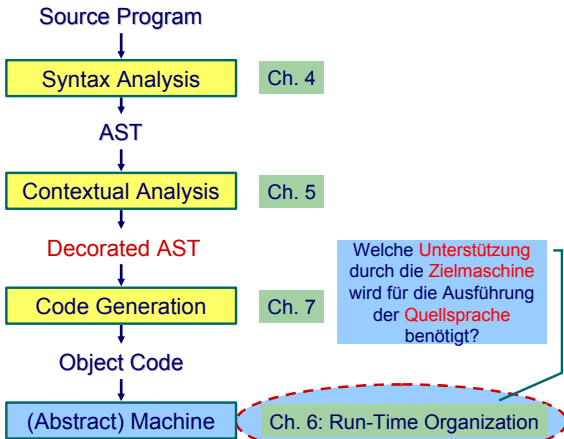 Source Program
Syntax Analysis
Ch. 4
AST
Contextual Analysis
Ch. 5
Decorated AST
Welche Unterstützung
durch die Zielmaschine
wird für die Ausführung
der Quellsprache
benötigt?
Code Generation
Ch. 7
Object Code
(Abstract) Machine
Ch. 6: Run-Time Organization